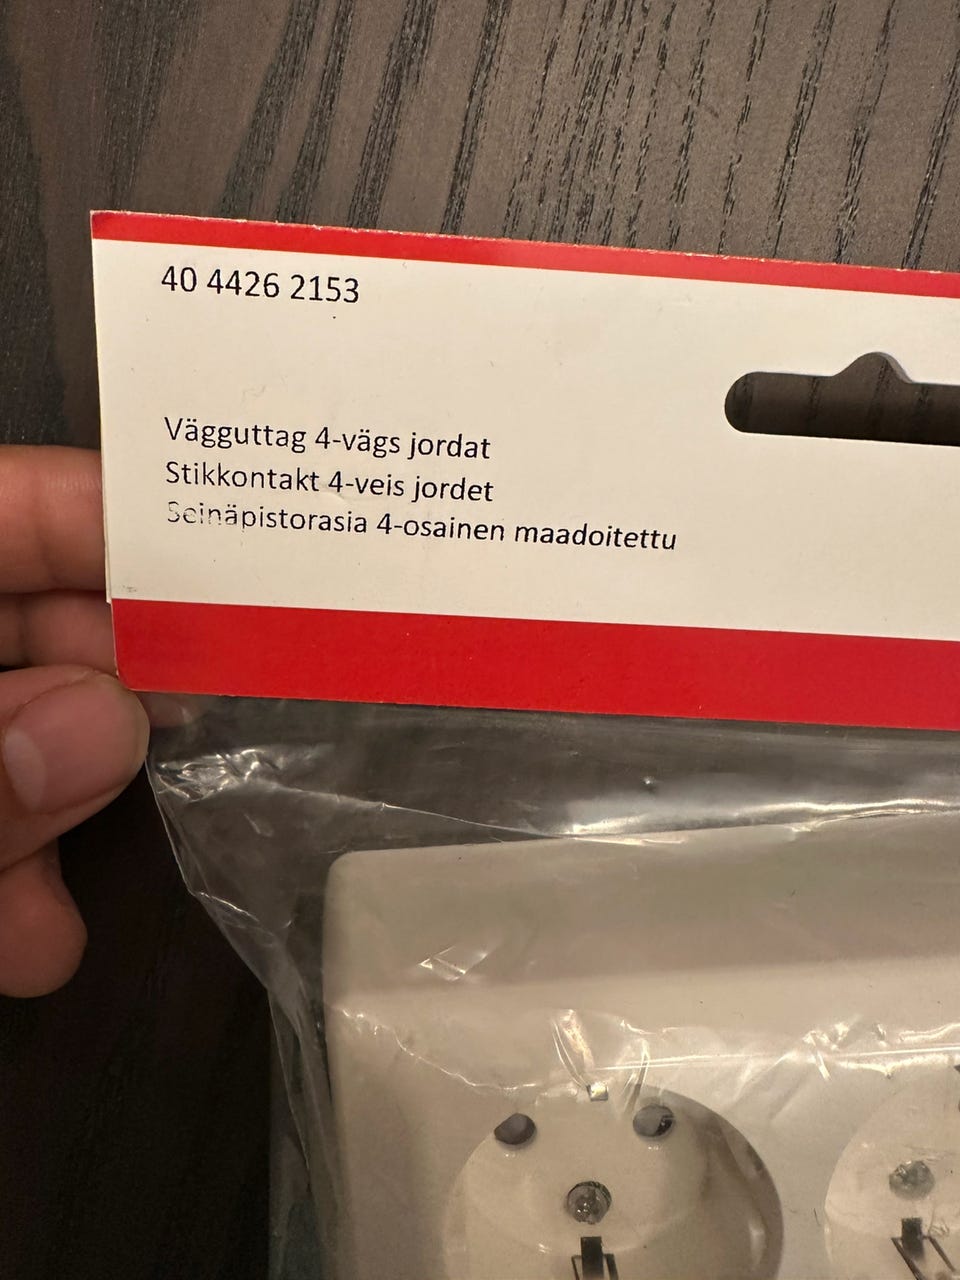 40 4426 2153
Vägguttag 4-vägs jordat
Stikkontakt 4-veis jordet
Seinäpistorasia 4-osainen maadoitettu